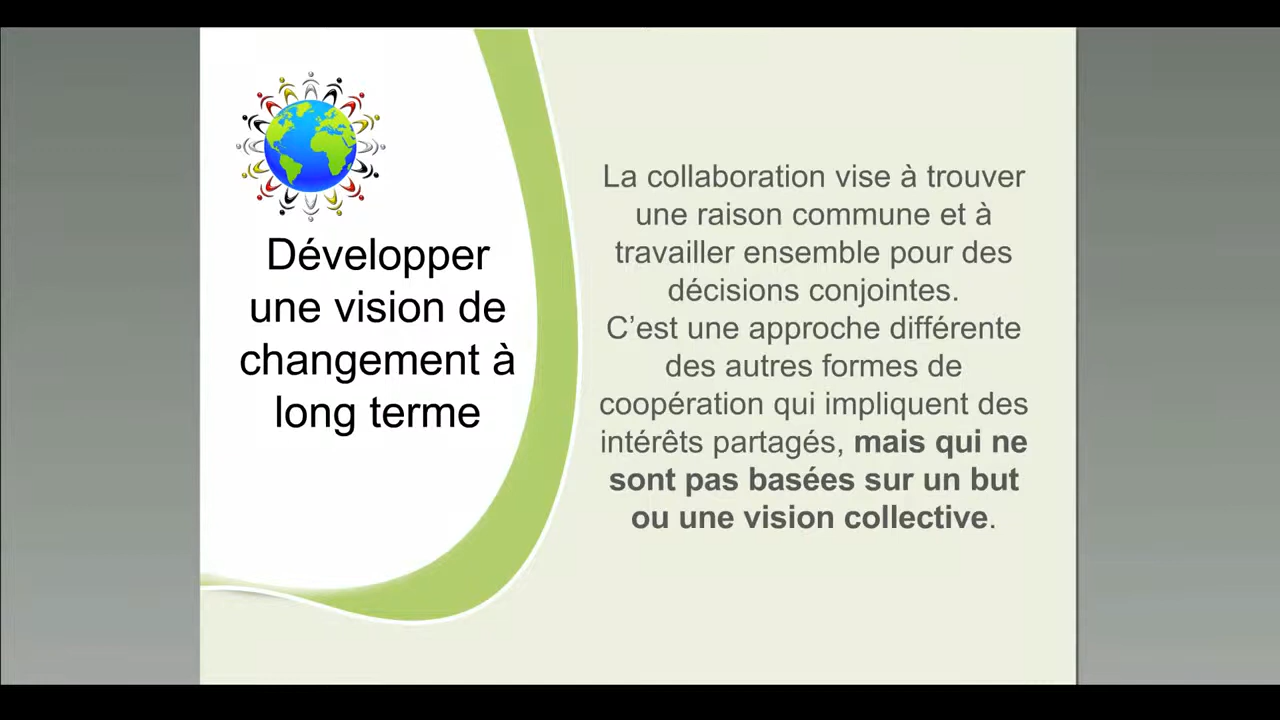 Développer
une vision de
changement à
long terme
La collaboration vise à trouver
une raison commune et à
travailler ensemble pour des
décisions conjointes.
C’est une approche différente
des autres formes de
coopération qui impliquent des
intérêts partagés, mais qui ne
sont pas basées sur un but
ou une vision collective.